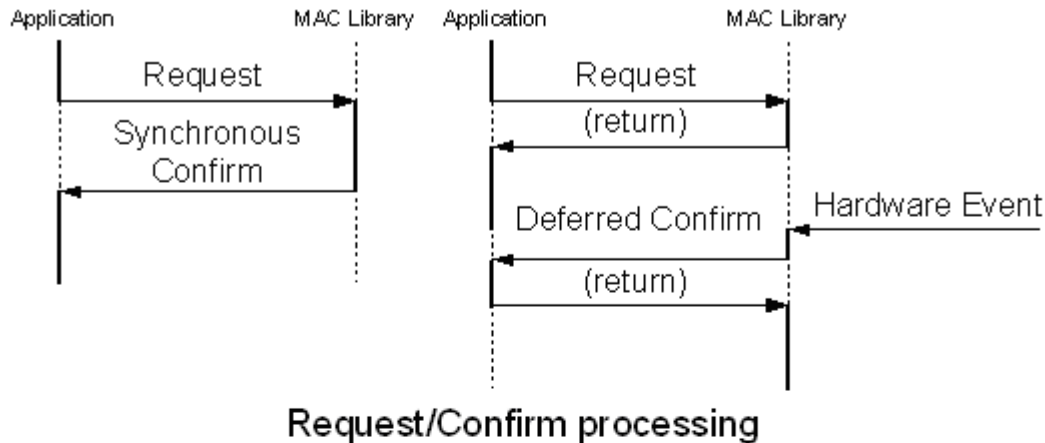 Application
MAC Library
Application
MAC Library
Request
Synchronous
Confirm
Request
(return)
Deferred Confirm
Hardware Event
(return)
Request/Confirm processing